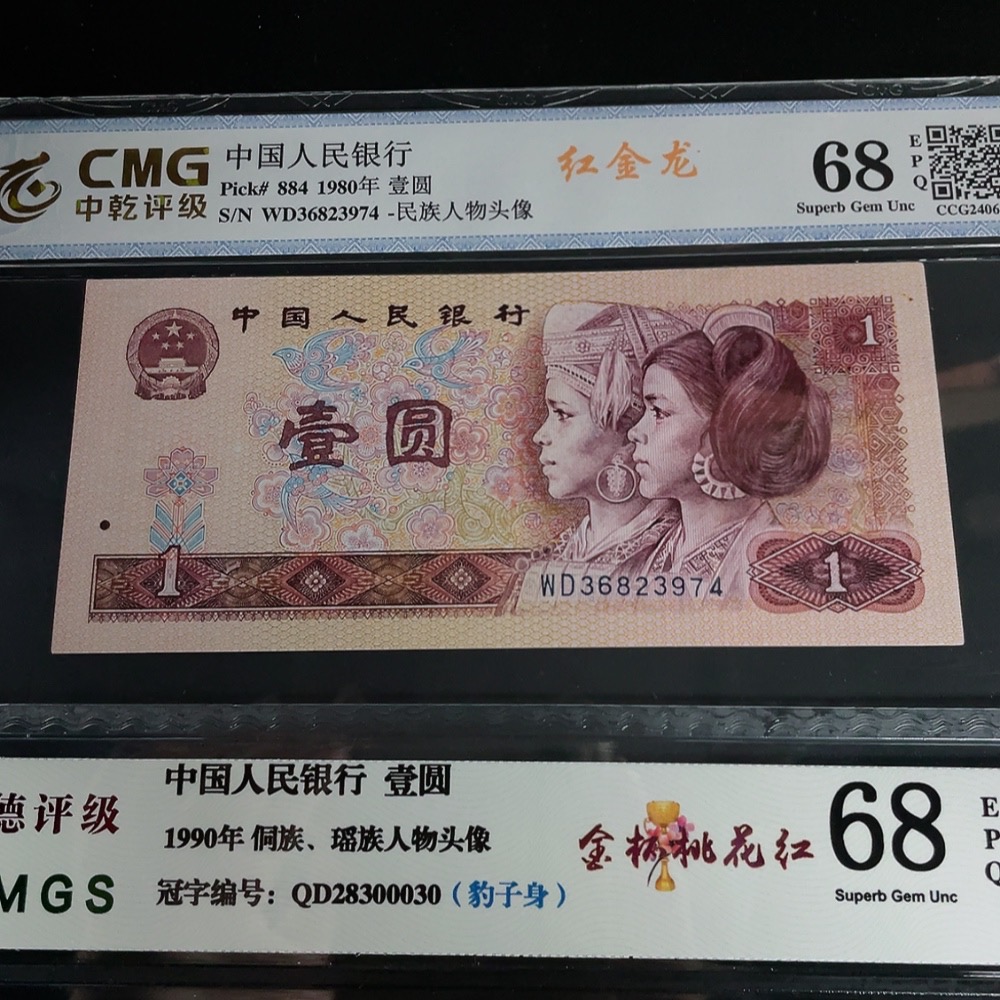 CMG
中乾评级
中国人民银行
Pick# 884 1980年 壹圆
S/N WD36823974 -民族人物头像
红金龙
68
EPQ
Superb Gem Unc
CCG2406
中国人民银行
壹圆
1
1
1
WD36823974
德评级
MGS
中国人民银行 壹圆
1990年 侗族、瑶族人物头像
冠字编号：QD28300030（豹子身）
金杯桃花红
68
EPQ
Superb Gem Unc